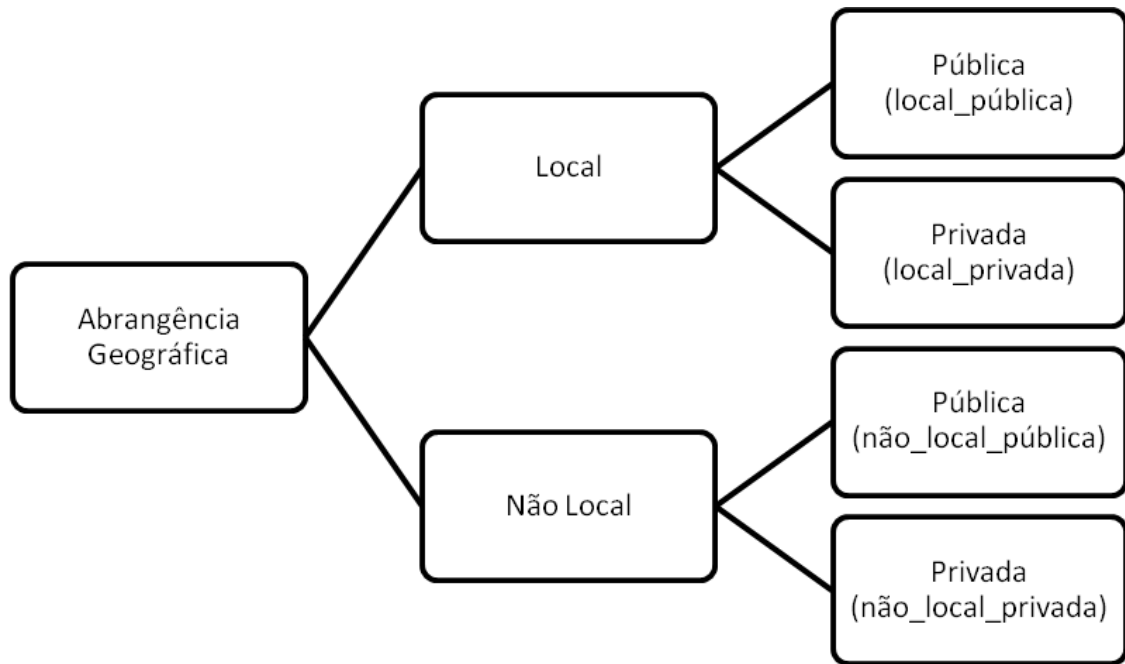 Abrangência
Geográfica
Local
Pública
(local_pública)
Privada
(local_privada)
Não Local
Pública
(não_local_pública)
Privada
(não_local_privada)